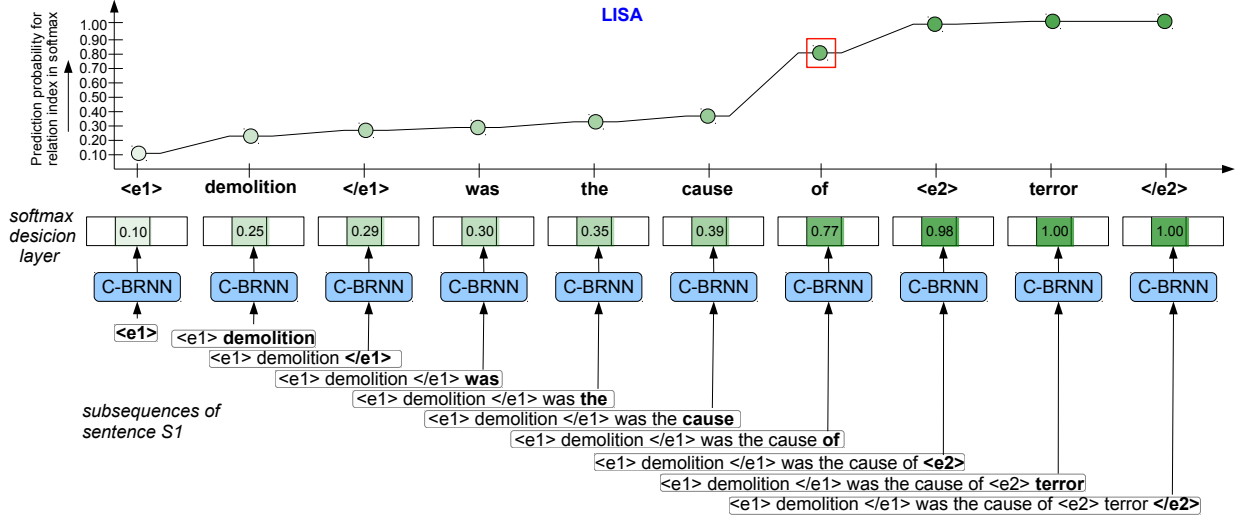 LISA
Prediction probability for
relation index in softmax
1.00
0.90
0.80
0.70
0.60
0.50
0.40
0.30
0.20
0.10
<e1> demolition </e1> was the cause of <e2> terror </e2>
softmax
desicion
layer
0.10 0.25 0.29 0.30 0.35 0.39 0.77 0.98 1.00 1.00
C-BRNN C-BRNN C-BRNN C-BRNN C-BRNN C-BRNN C-BRNN C-BRNN C-BRNN C-BRNN
<e1>
<e1> demolition
<e1> demolition </e1>
<e1> demolition </e1> was
<e1> demolition </e1> was the
<e1> demolition </e1> was the cause
<e1> demolition </e1> was the cause of
<e1> demolition </e1> was the cause of <e2>
<e1> demolition </e1> was the cause of <e2> terror
<e1> demolition </e1> was the cause of <e2> terror </e2>
subsequences of
sentence S1